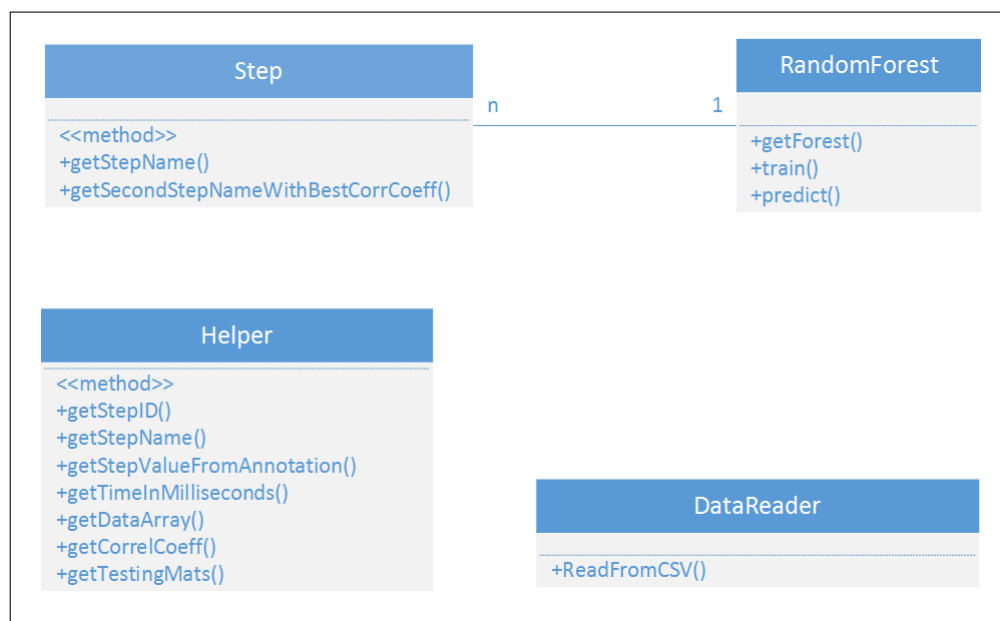 Step
<<method>>
+getStepName()
+getSecondStepNameWithBestCorrCoeff()
n
1
RandomForest
+getForest()
+train()
+predict()
Helper
<<method>>
+getStepID()
+getStepName()
+getStepValueFromAnnotation()
+getTimeInMilliseconds()
+getDataArray()
+getCorrelCoeff()
+getTestingMats()
DataReader
+ReadFromCSV()